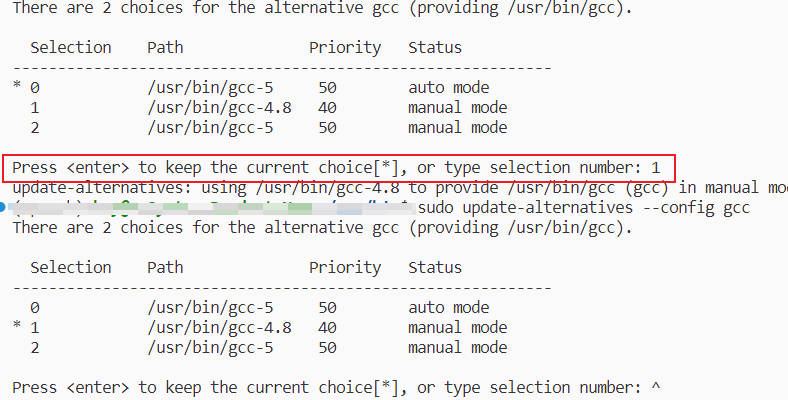 There are 2 choices for the alternative gcc (providing /usr/bin/gcc).
Selection Path Priority Status
------------------------------------------------------------
* 0 /usr/bin/gcc-5 50 auto mode
1 /usr/bin/gcc-4.8 40 manual mode
2 /usr/bin/gcc-5 50 manual mode
Press <enter> to keep the current choice[*], or type selection number: 1
update-alternatives: using /usr/bin/gcc-4.8 to provide /usr/bin/gcc (gcc) in manual mo
sudo update-alternatives --config gcc
There are 2 choices for the alternative gcc (providing /usr/bin/gcc).
Selection Path Priority Status
------------------------------------------------------------
0 /usr/bin/gcc-5 50 auto mode
* 1 /usr/bin/gcc-4.8 40 manual mode
2 /usr/bin/gcc-5 50 manual mode
Press <enter> to keep the current choice[*], or type selection number: ^